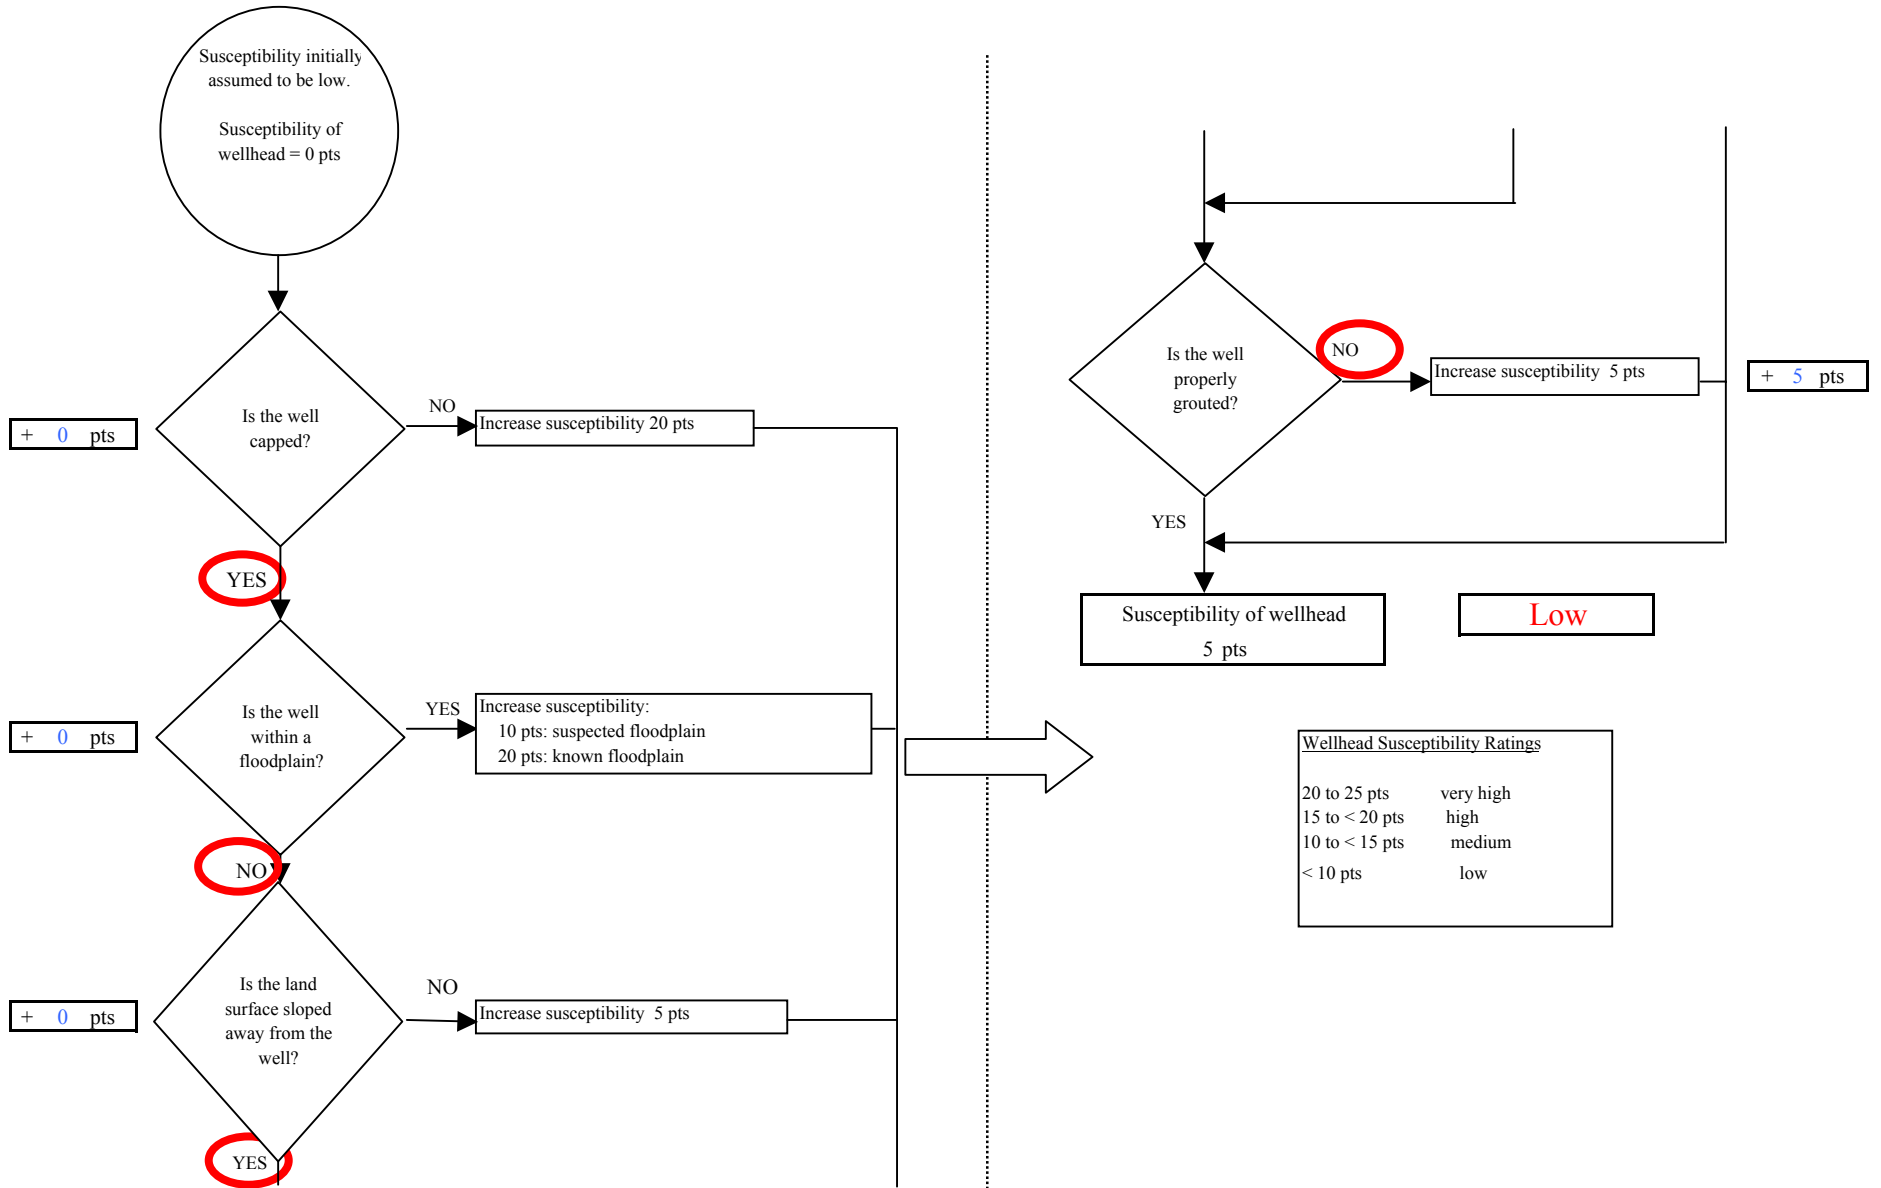 Susceptibility initially
assumed to be low.
Susceptibility of
wellhead = 0 pts
+ 0 pts
Is the well
capped?
NO
Increase susceptibility 20 pts
YES
+ 0 pts
Is the well
within a
floodplain?
YES
Increase susceptibility:
10 pts: suspected floodplain
20 pts: known floodplain
NO
+ 0 pts
Is the land
surface sloped
away from the
well?
NO
Increase susceptibility 5 pts
YES
Is the well
properly
grouted?
NO
Increase susceptibility 5 pts
+ 5 pts
YES
Susceptibility of wellhead
5 pts
Low
Wellhead Susceptibility Ratings
20 to 25 pts very high
15 to < 20 pts high
10 to < 15 pts medium
< 10 pts low